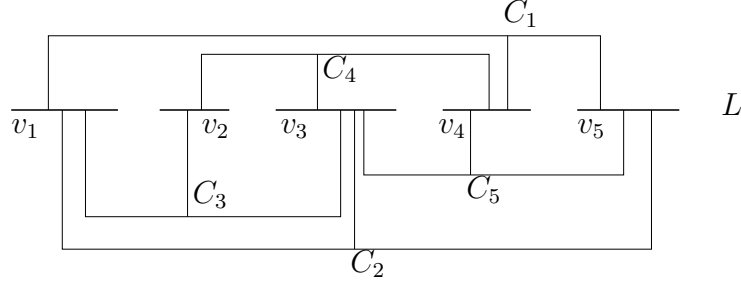 C₁
C₄
L
v₁ v₂ v₃ v₄ v₅
C₃ C₅
C₂